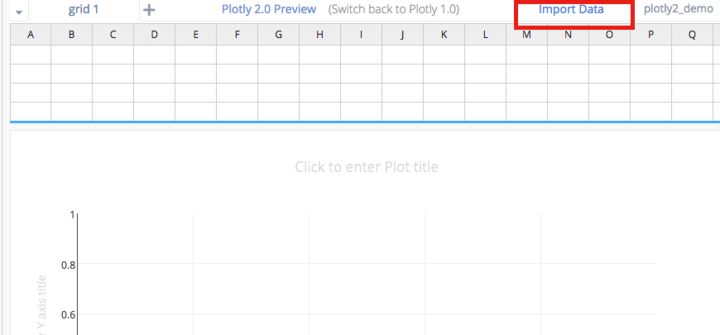 grid 1 + Plotly 2.0 Preview (Switch back to Plotly 1.0) Import Data plotly2_demo
A B C D E F G H I J K L M N O P Q
Click to enter Plot title
1
0.8
0.6
Y axis title